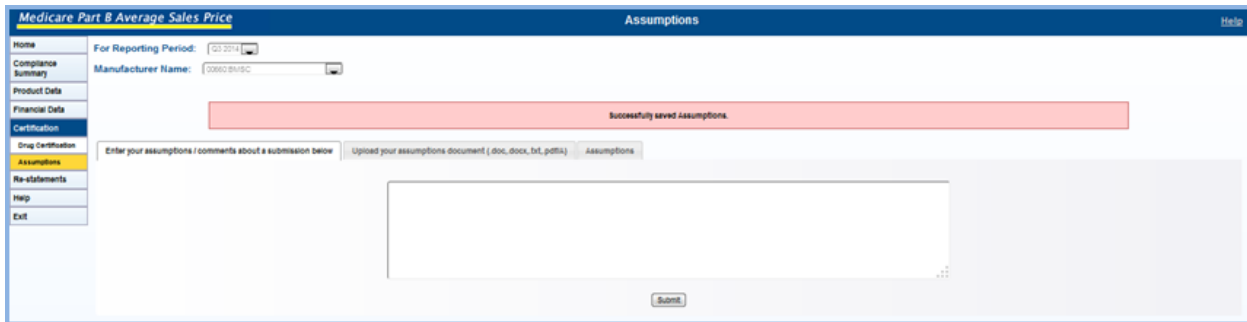 Medicare Part B Average Sales Price
Assumptions
Help
Home
Compliance
Summary
Product Data
Financial Data
Certification
Drug Certification
Assumptions
Re-statements
Help
Exit
For Reporting Period: Q3 2014
Manufacturer Name:
Successfully saved Assumptions.
Enter your assumptions / comments about a submission below
Upload your assumptions document (.doc,.docx,.txt,.pdf/A)
Assumptions
Submit